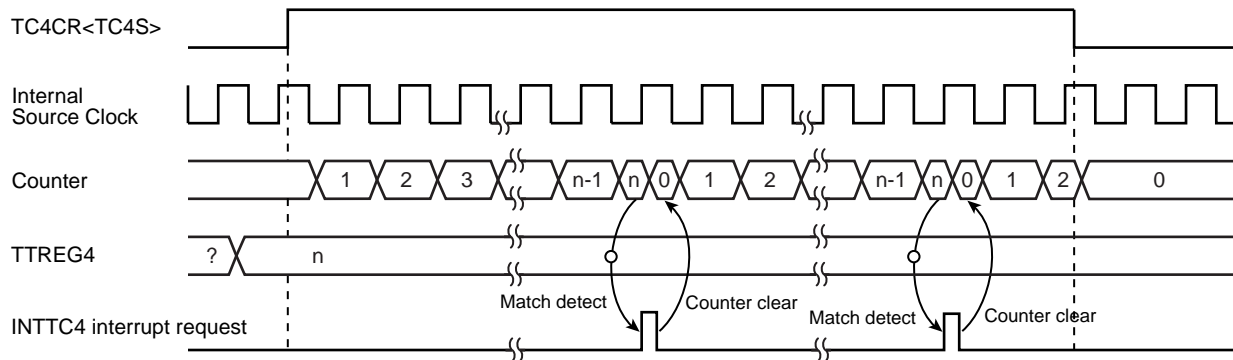 TC4CR<TC4S>
Internal
Source Clock
Counter
1 2 3 n-1 n 0 1 2 n-1 n 0 1 2 0
TTREG4
? n
Match detect Counter clear Match detect Counter clear
INTTC4 interrupt request